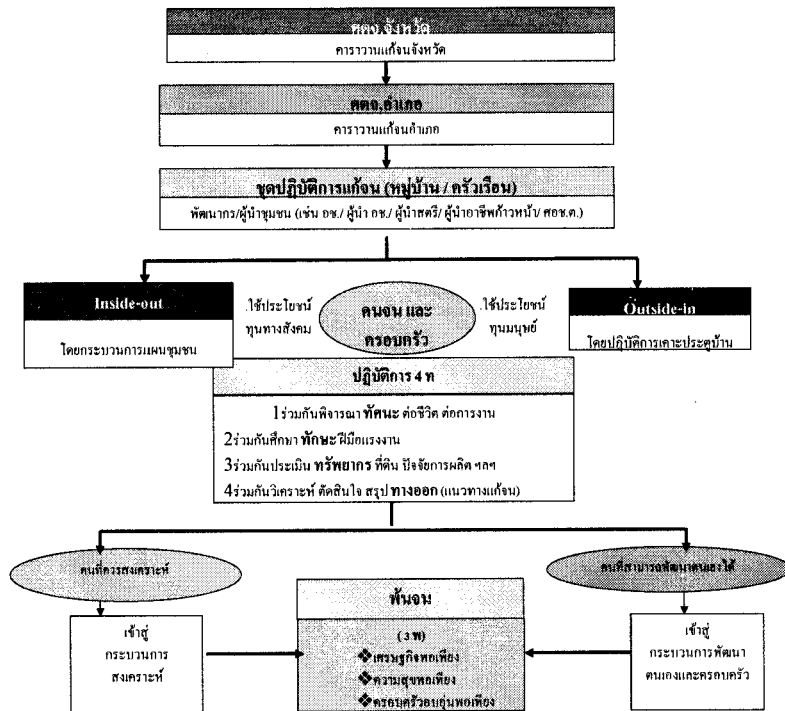 ศตจ.จังหวัด
คาราวานแก้จนจังหวัด
ศตจ.อำเภอ
คาราวานแก้จนอำเภอ
ชุดปฏิบัติการแก้จน (หมู่บ้าน / ครัวเรือน)
พัฒนากร/ผู้นำชุมชน (เช่น อช./ ผู้นำ อช./ ผู้นำสตรี/ ผู้นำอาชีพก้าวหน้า/ ศอช.ต.)
Inside-out
โดยกระบวนการแผนชุมชน
.ใช้ประโยชน์
ทุนทางสังคม
คนจน และ
ครอบครัว
.ใช้ประโยชน์
ทุนมนุษย์
Outside-in
โดยปฏิบัติการเคาะประตูบ้าน
ปฏิบัติการ 4 ท
1ร่วมกันพิจารณา ทัศนะ ต่อชีวิต ต่อการงาน
2ร่วมกันศึกษา ทักษะ ฝีมือแรงงาน
3ร่วมกันประเมิน ทรัพยากร ที่ดิน ปัจจัยการผลิต ฯลฯ
4ร่วมกันวิเคราะห์ ตัดสินใจ สรุป ทางออก (แนวทางแก้จน)
คนที่ควรสงเคราะห์
เข้าสู่
กระบวนการ
สงเคราะห์
พ้นจน
( 3 พ)
❖เศรษฐกิจพอเพียง
❖ความสุขพอเพียง
❖ครอบครัวอบอุ่นพอเพียง
คนที่สามารถพัฒนาตนเองได้
เข้าสู่
กระบวนการพัฒนา
ตนเองและครอบครัว